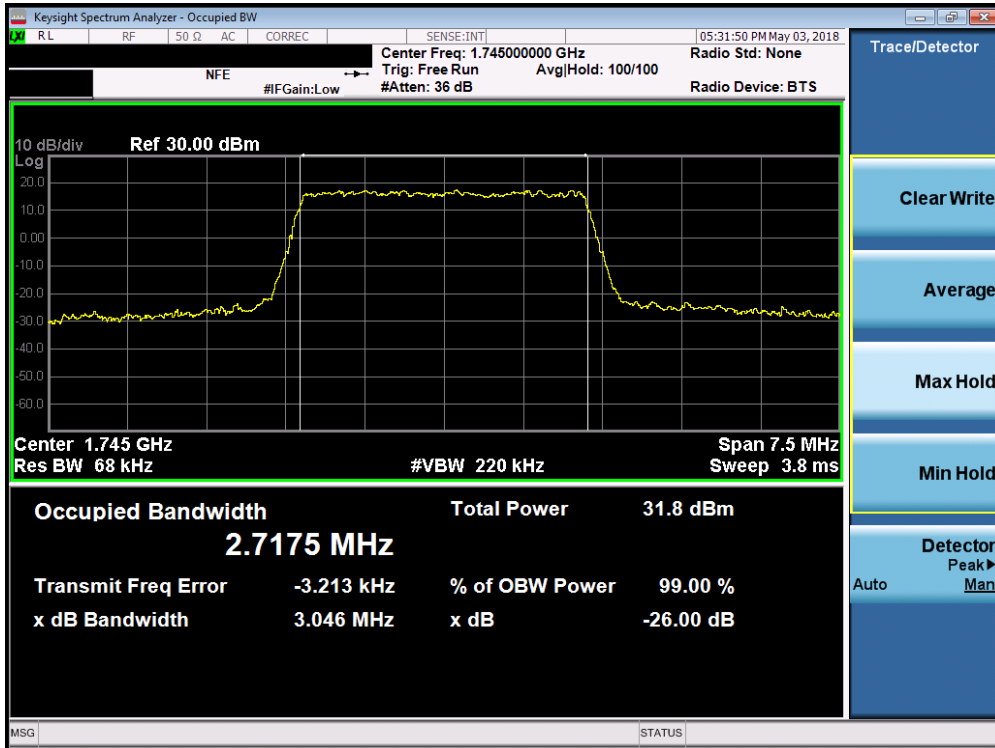 Keysight Spectrum Analyzer - Occupied BW
LXI RL RF 50 Ω AC CORREC SENSE:INT 05:31:50 PM May 03, 2018
Center Freq: 1.745000000 GHz Radio Std: None
NFE Trig: Free Run Avg|Hold: 100/100
#IFGain:Low #Atten: 36 dB Radio Device: BTS
10 dB/div Ref 30.00 dBm
Log
20.0
10.0
0.00
-10.0
-20.0
-30.0
-40.0
-50.0
-60.0
Center 1.745 GHz Span 7.5 MHz
Res BW 68 kHz #VBW 220 kHz Sweep 3.8 ms
Occupied Bandwidth Total Power 31.8 dBm
2.7175 MHz
Transmit Freq Error -3.213 kHz % of OBW Power 99.00 %
x dB Bandwidth 3.046 MHz x dB -26.00 dB
MSG STATUS
Trace/Detector
Clear Write
Average
Max Hold
Min Hold
Detector
Peak▶
Auto Man